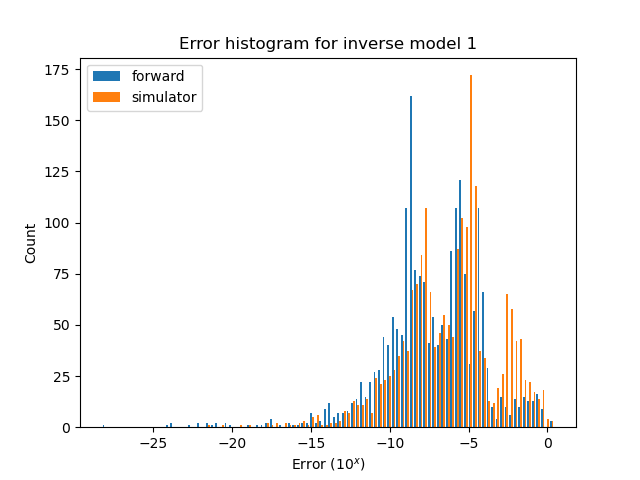 Error histogram for inverse model 1
forward
simulator
Count
175
150
125
100
75
50
25
0
−25
−20
−15
−10
−5
0
Error (10ˣ)